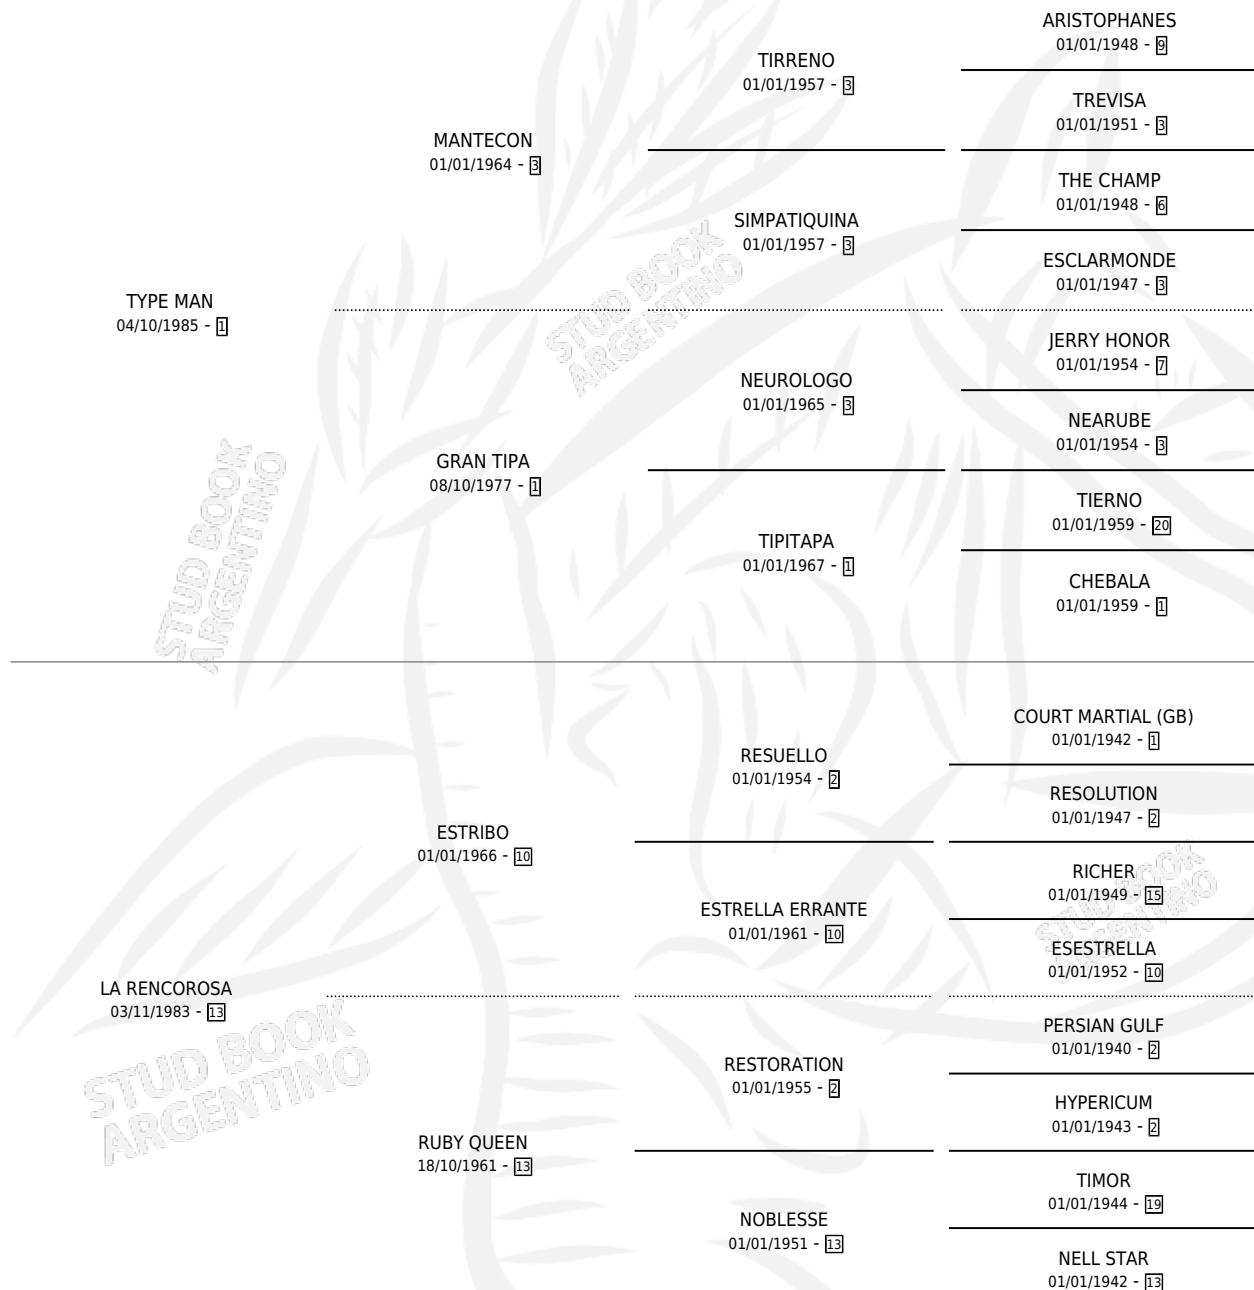 ARISTOPHANES
01/01/1948 - 9
TIRRENO
01/01/1957 - 3
TREVISA
01/01/1951 - 3
MANTECON
01/01/1964 - 3
THE CHAMP
01/01/1948 - 6
SIMPATIQUINA
01/01/1957 - 3
ESCLARMONDE
01/01/1947 - 3
TYPE MAN
04/10/1985 - 1
STUD BOOK
ARGENTINO
JERRY HONOR
01/01/1954 - 7
NEUROLOGO
01/01/1965 - 3
NEARUBE
01/01/1954 - 3
GRAN TIPA
08/10/1977 - 1
TIERNO
01/01/1959 - 20
TIPITAPA
01/01/1967 - 1
CHEBALA
01/01/1959 - 1
STUD BOOK
ARGENTINO
COURT MARTIAL (GB)
01/01/1942 - 1
RESUELLO
01/01/1954 - 2
RESOLUTION
01/01/1947 - 2
ESTRIBO
01/01/1966 - 10
RICHER
01/01/1949 - 15
ESTRELLA ERRANTE
01/01/1961 - 10
STUD BOOK
ARGENTINO
ESESTRELLA
01/01/1952 - 10
LA RENCOROSA
03/11/1983 - 13
STUD BOOK
ARGENTINO
PERSIAN GULF
01/01/1940 - 2
RESTORATION
01/01/1955 - 2
HYPERICUM
01/01/1943 - 2
RUBY QUEEN
18/10/1961 - 13
TIMOR
01/01/1944 - 19
NOBLESSE
01/01/1951 - 13
NELL STAR
01/01/1942 - 13